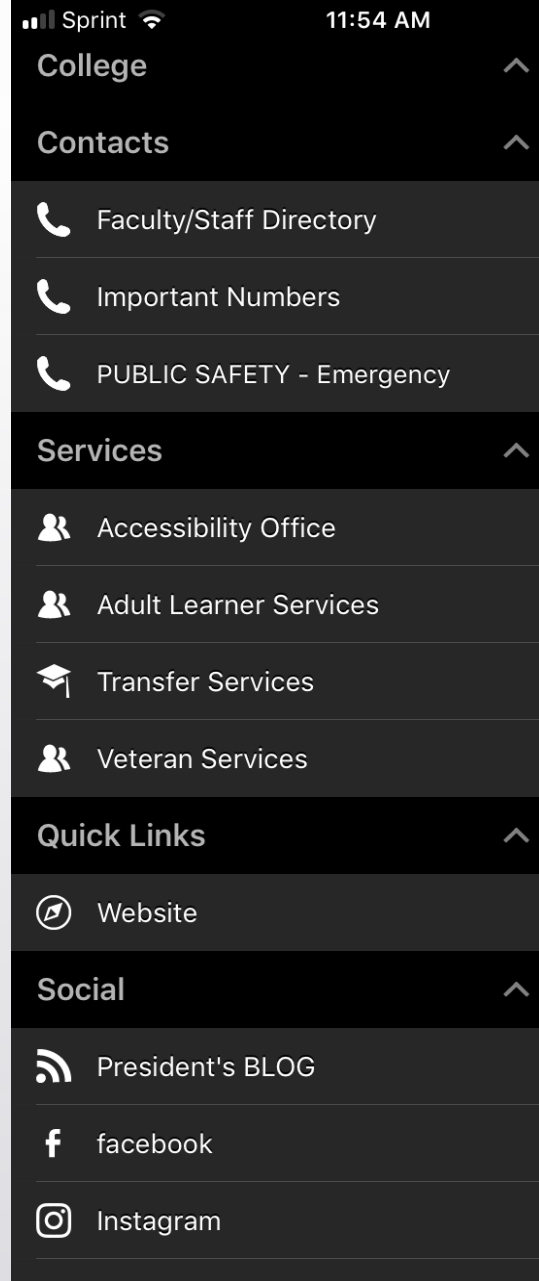 Sprint 11:54 AM
College
Contacts
Faculty/Staff Directory
Important Numbers
PUBLIC SAFETY - Emergency
Services
Accessibility Office
Adult Learner Services
Transfer Services
Veteran Services
Quick Links
Website
Social
President's BLOG
facebook
Instagram